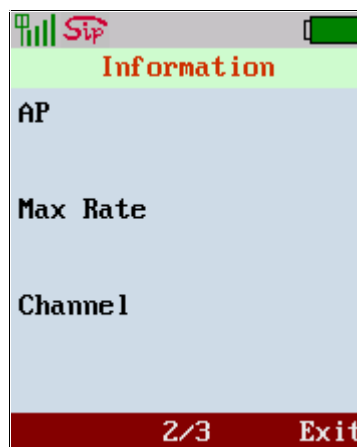 Sip
Information
AP
Max Rate
Channel
2/3 Exit